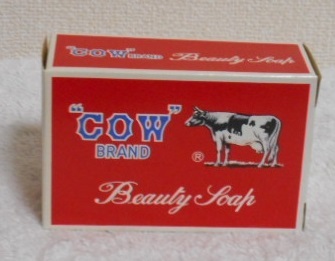 "COW" BRAND Beauty Soap
"COW"
BRAND
®
Beauty Soap